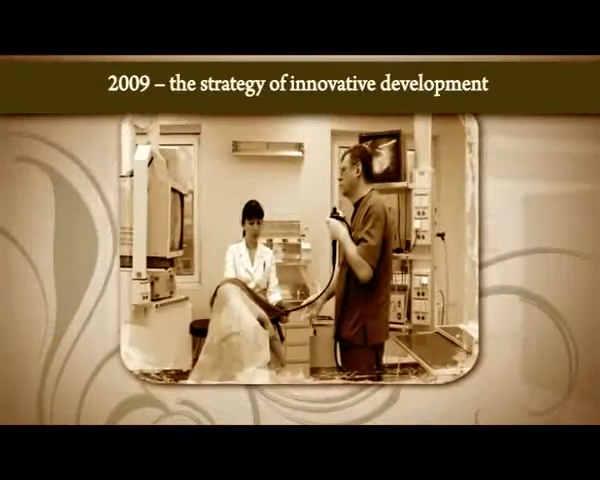 2009 – the strategy of innovative development